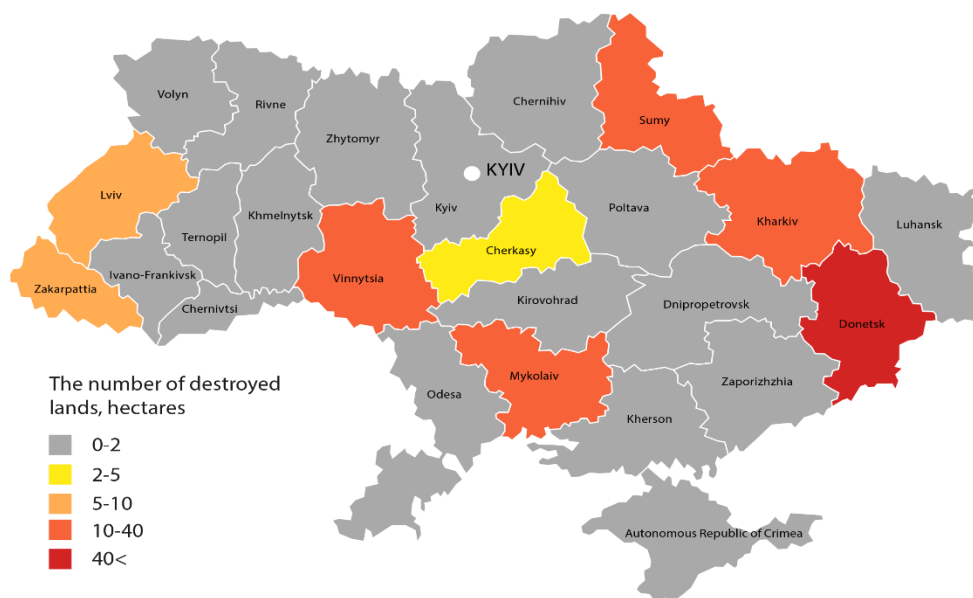 Volyn
Rivne
Chernihiv
Sumy
Zhytomyr
KYIV
Lviv
Khmelnytsk
Kyiv
Poltava
Kharkiv
Luhansk
Ternopil
Cherkasy
Ivano-Frankivsk
Vinnytsia
Zakarpattia
Chernivtsi
Kirovohrad
Dnipropetrovsk
Donetsk
Mykolaiv
Zaporizhzhia
Odesa
Kherson
Autonomous Republic of Crimea
The number of destroyed
lands, hectares
0-2
2-5
5-10
10-40
40<